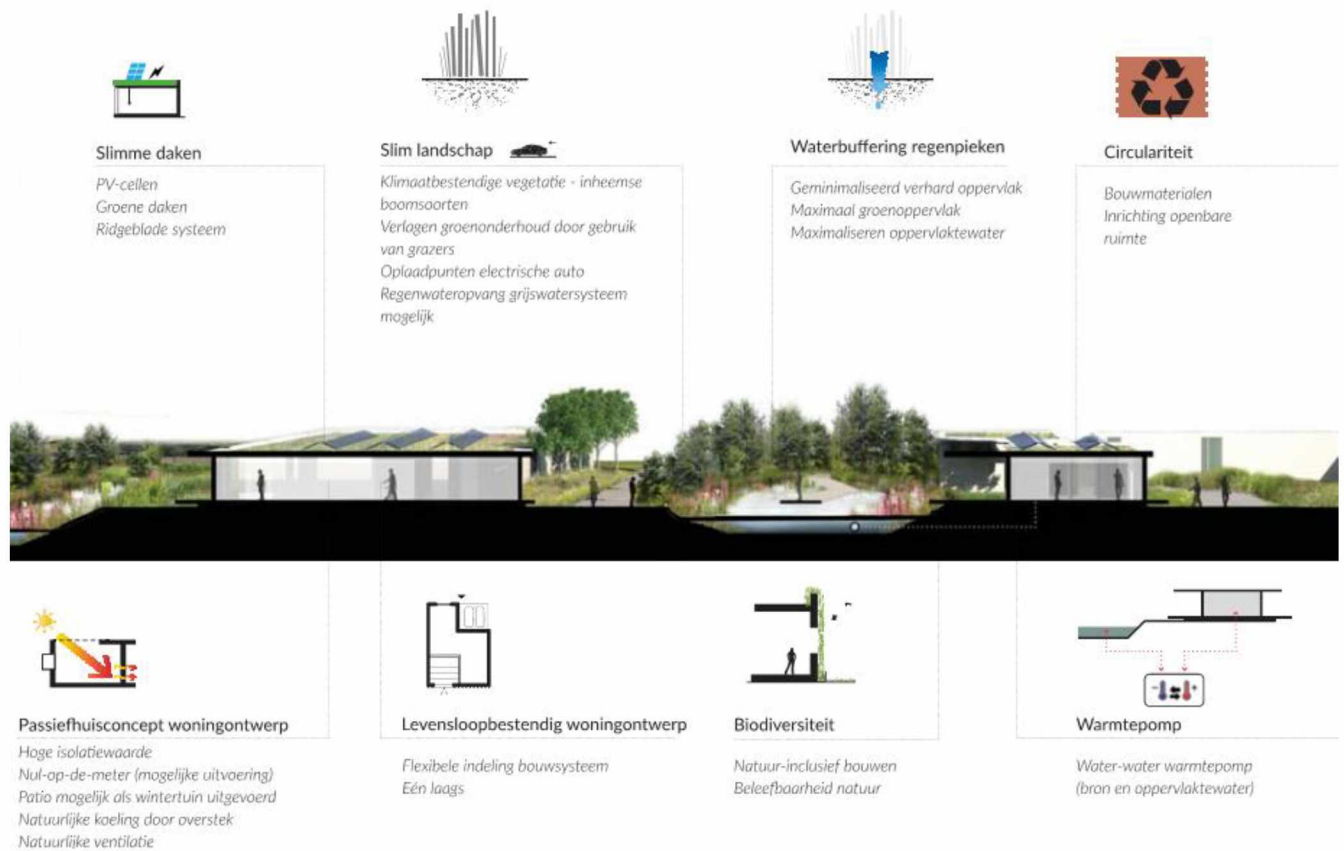 Slimme daken
PV-cellen
Groene daken
Ridgeblade systeem
Slim landschap
Klimaatbestendige vegetatie - inheemse
boomsoorten
Verlagen groenonderhoud door gebruik
van grazers
Oplaadpunten electrische auto
Regenwateropvang grijswatersysteem
mogelijk
Waterbuffering regenpieken
Geminimaliseerd verhard oppervlak
Maximaal groenoppervlak
Maximaliseren oppervlaktewater
Circulariteit
Bouwmaterialen
Inrichting openbare
ruimte
Passiefhuisconcept woningontwerp
Hoge isolatiewaarde
Nul-op-de-meter (mogelijke uitvoering)
Patio mogelijk als wintertuin uitgevoerd
Natuurlijke koeling door overstek
Natuurlijke ventilatie
Levensloopbestendig woningontwerp
Flexibele indeling bouwsysteem
Eén laags
Biodiversiteit
Natuur-inclusief bouwen
Beleefbaarheid natuur
Warmtepomp
Water-water warmtepomp
(bron en oppervlaktewater)